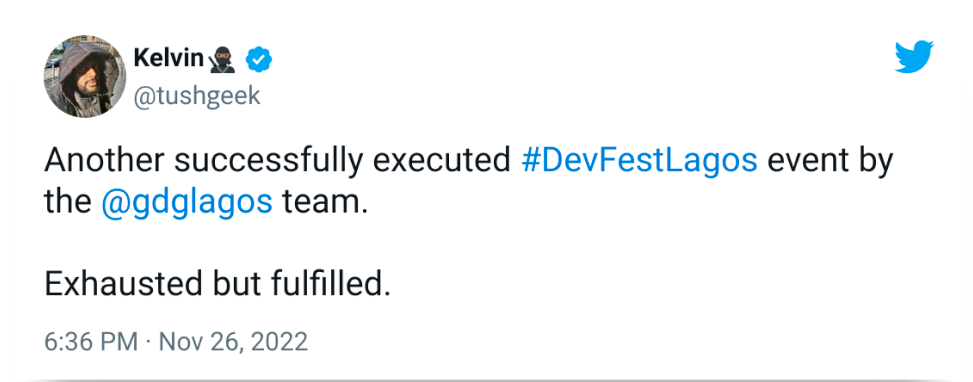 Kelvin🥷
@tushgeek
Another successfully executed #DevFestLagos event by
the @gdglagos team.
Exhausted but fulfilled.
6:36 PM · Nov 26, 2022